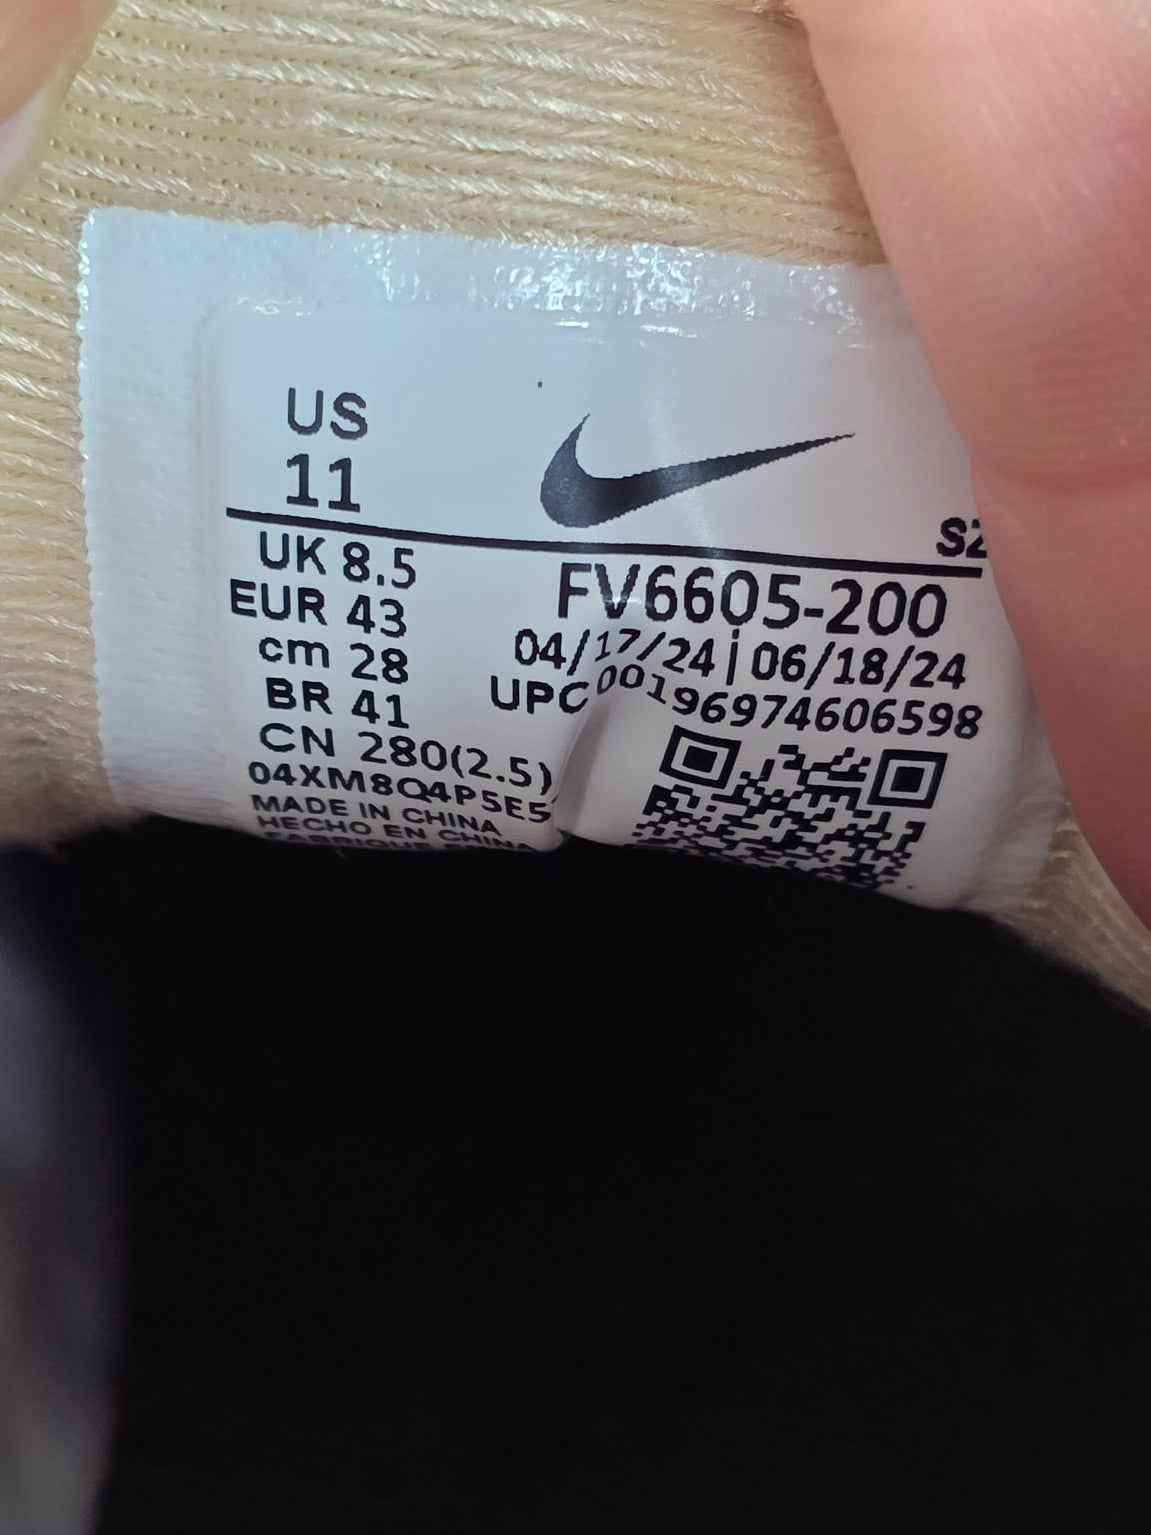 US
11
SZ
UK 8.5
EUR 43
cm 28
BR 41
CN 280(2.5)
04XM8Q4P5E5
MADE IN CHINA
HECHO EN CHINA
FV6605-200
04/17/24 | 06/18/24
UPC 00196974606598